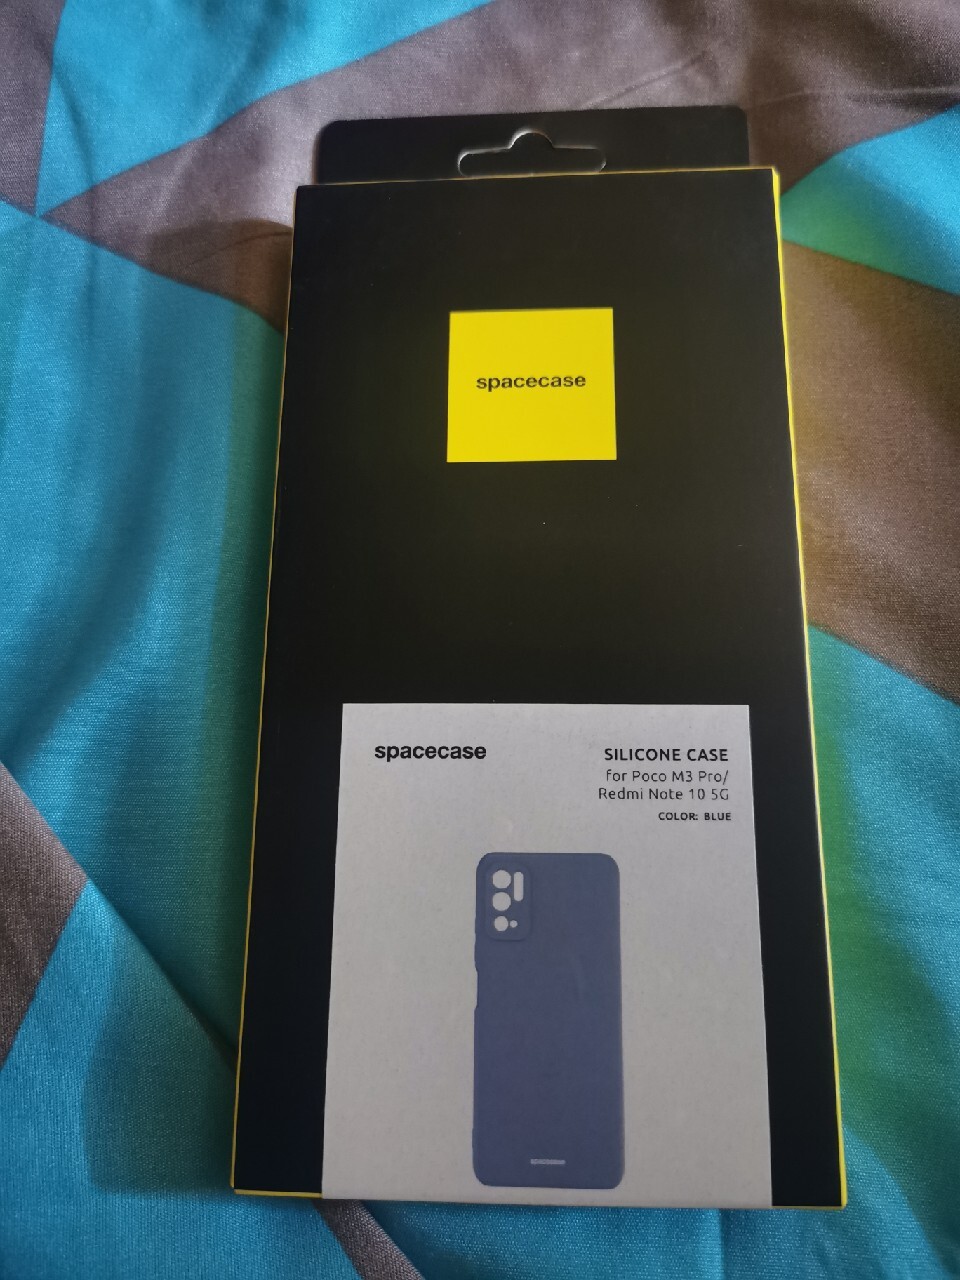 spacecase
spacecase
SILICONE CASE
for Poco M3 Pro/
Redmi Note 10 5G
COLOR: BLUE